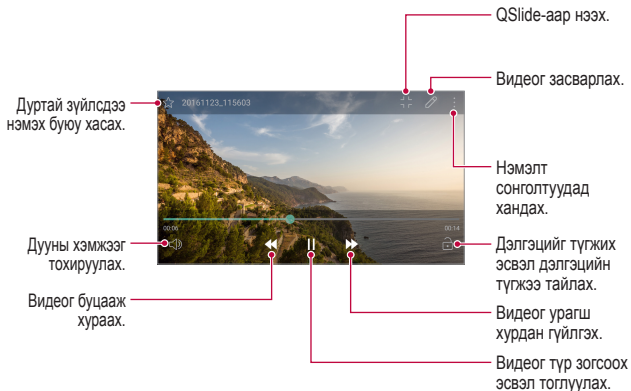 QSlide-аар нээх.
Видеог засварлах.
Дуртай зүйлсдээ
нэмэх буюу хасах.
20161123_115603
Нэмэлт
сонголтуудад
хандах.
00:06
00:14
Дууны хэмжээг
тохируулах.
Дэлгэцийг түгжих
эсвэл дэлгэцийн
түгжээ тайлах.
Видеог буцааж
хураах.
Видеог урагш
хурдан гүйлгэх.
Видеог түр зогсоох
эсвэл тоглуулах.